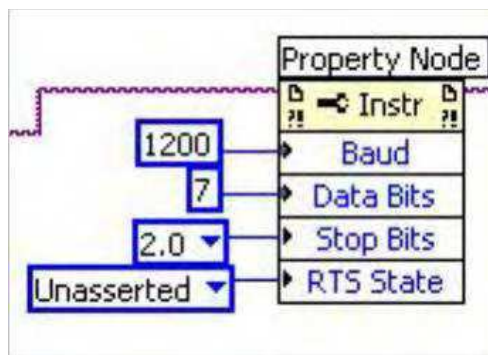 Property Node
Instr
1200 Baud
7 Data Bits
2.0 Stop Bits
Unasserted RTS State